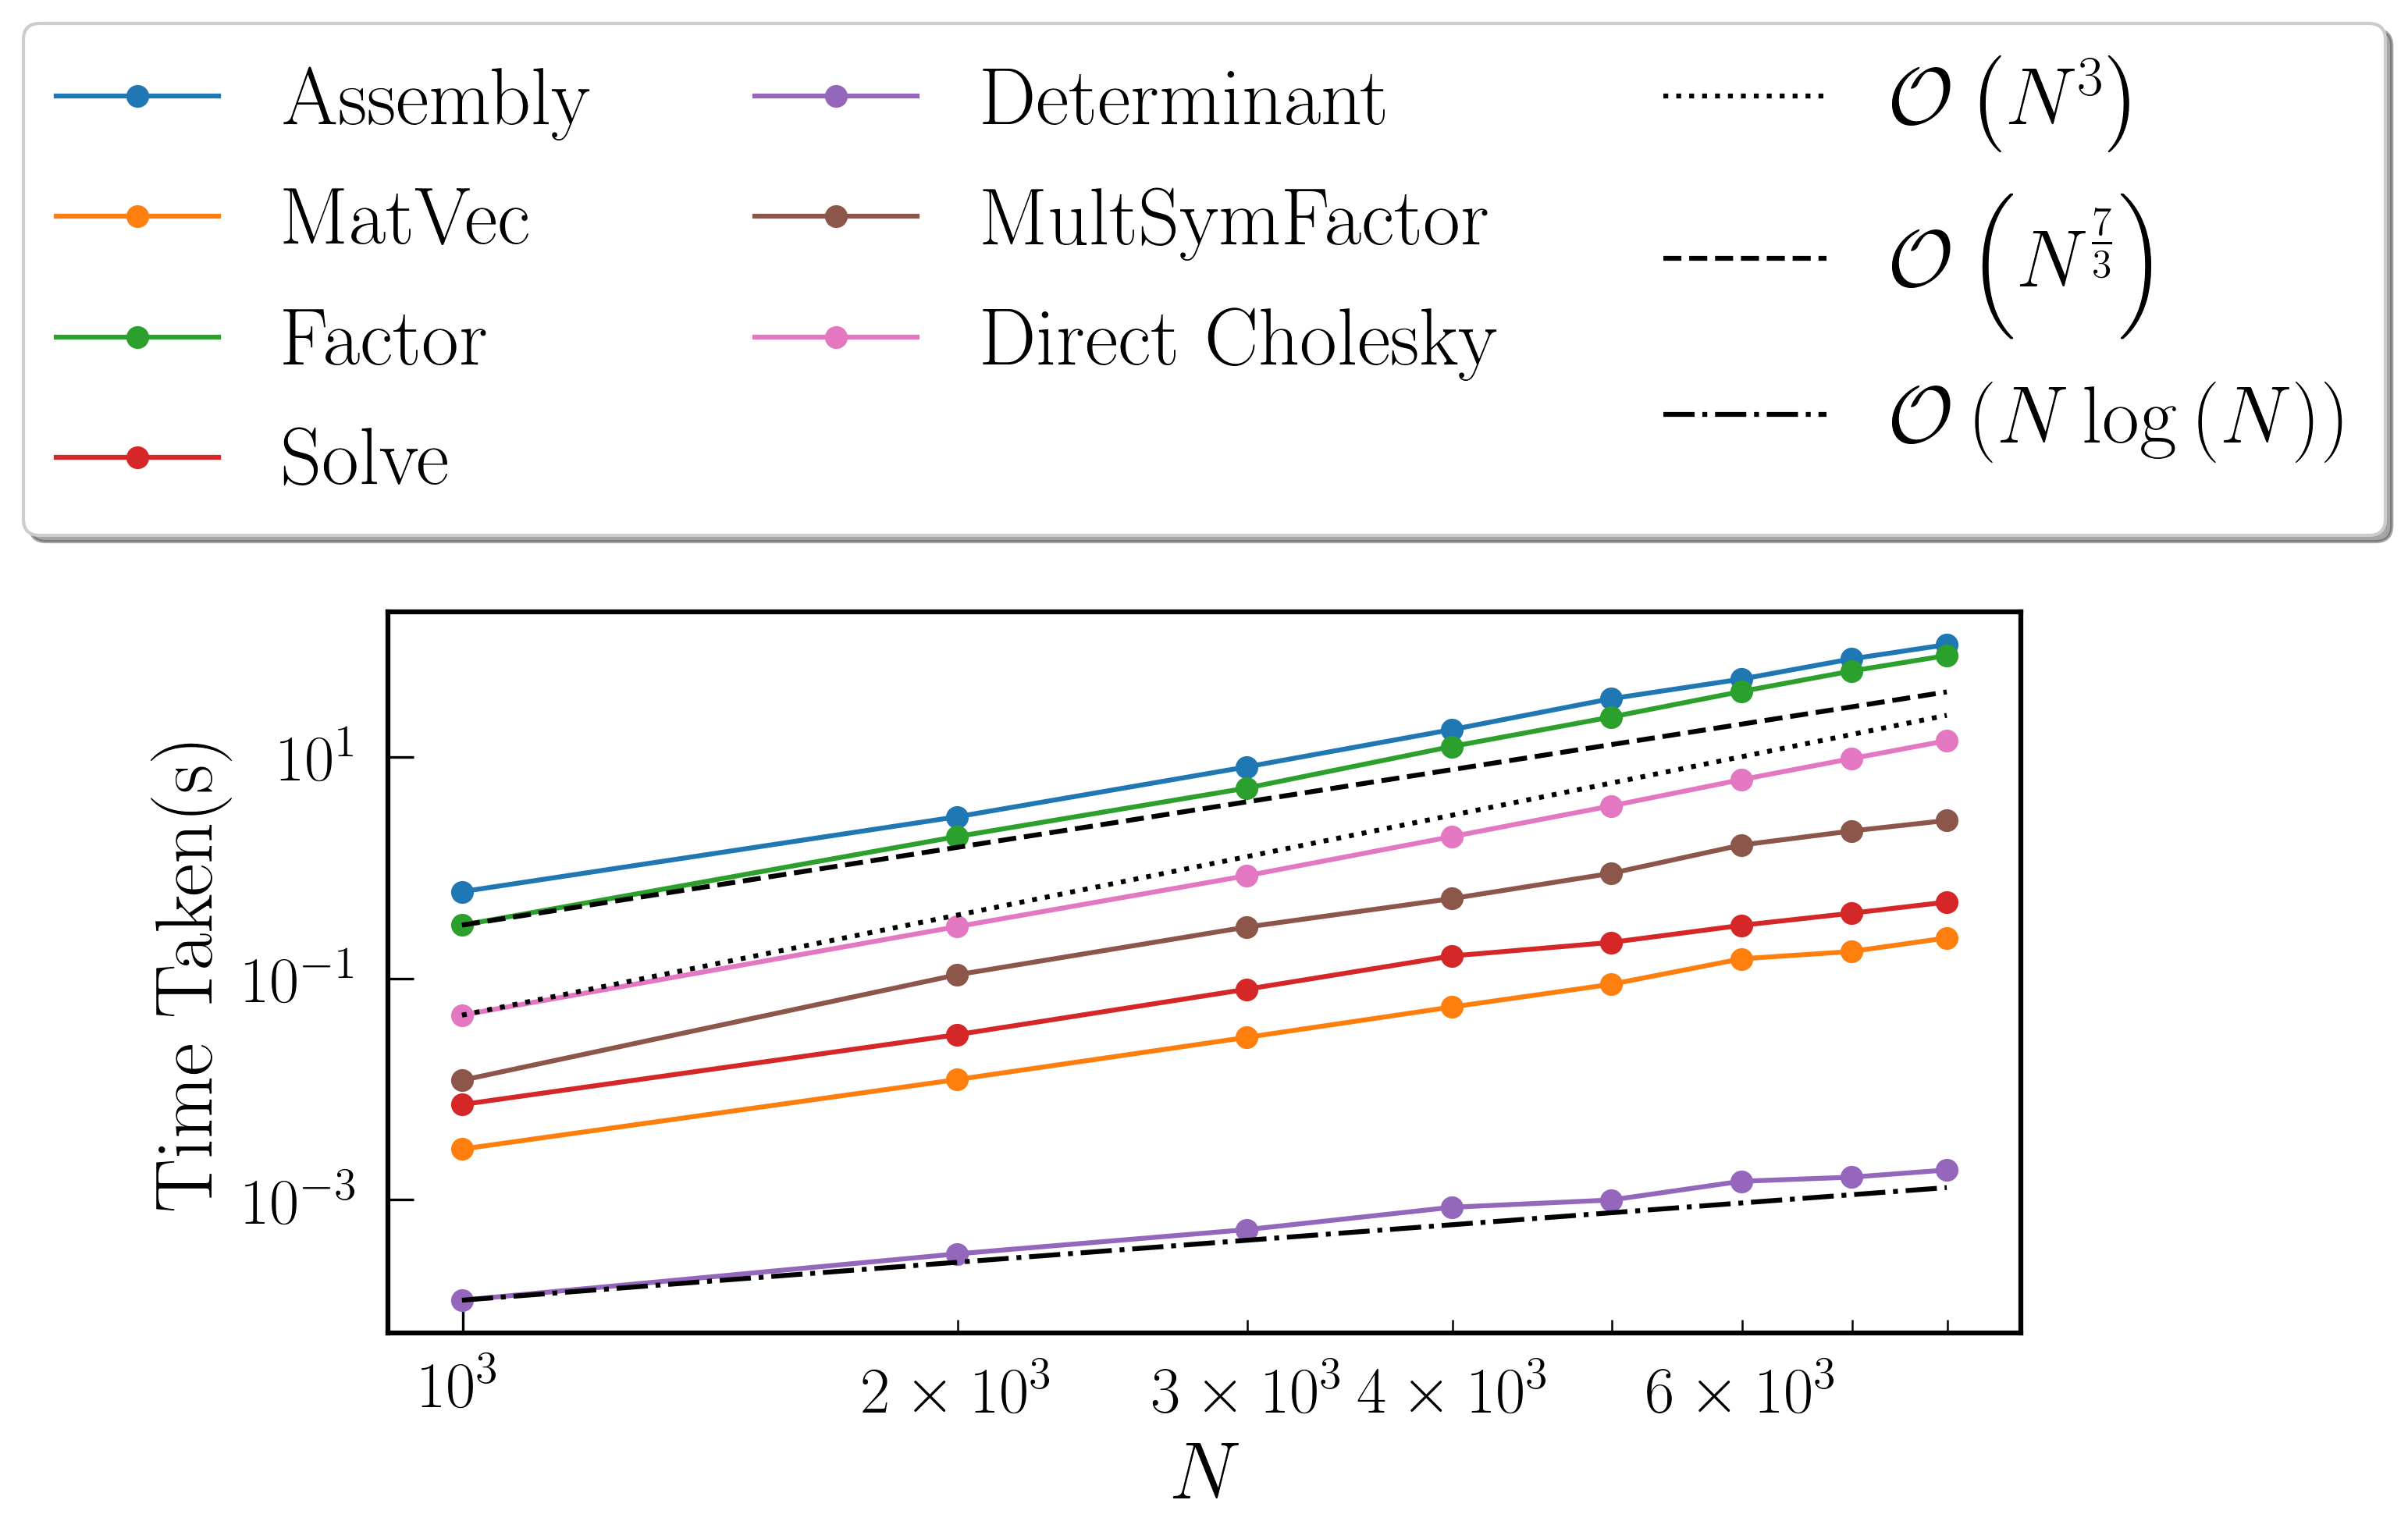 Assembly
MatVec
Factor
Solve
Determinant
MultSymFactor
Direct Cholesky
𝒪(N³)
𝒪(N^{7/3})
𝒪(N log(N))
Time Taken(s)
10¹
10⁻¹
10⁻³
10³
2 × 10³
3 × 10³
4 × 10³
6 × 10³
N